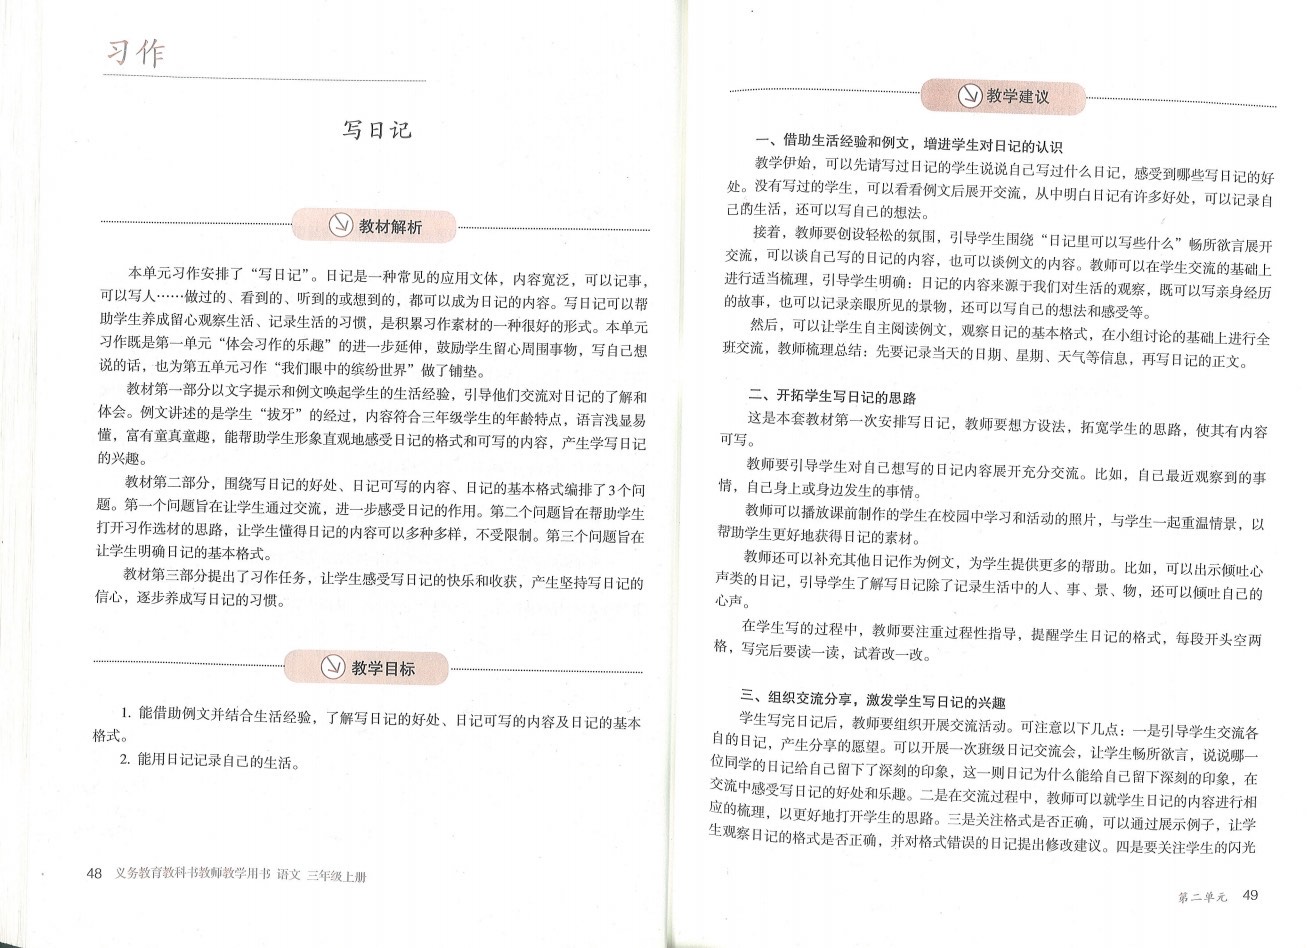 习作
写日记
教材解析
本单元习作安排了“写日记”。日记是一种常见的应用文体，内容宽泛，可以记事，
可以写人……做过的、看到的、听到的或想到的，都可以成为日记的内容。写日记可以帮
助学生养成留心观察生活、记录生活的习惯，是积累习作素材的一种很好的形式。本单元
习作既是第一单元“体会习作的乐趣”的进一步延伸，鼓励学生留心周围事物，写自己想
说的话，也为第五单元习作“我们眼中的缤纷世界”做了铺垫。
教材第一部分以文字提示和例文唤起学生的生活经验，引导他们交流对日记的了解和
体会。例文讲述的是学生“拔牙”的经过，内容符合三年级学生的年龄特点，语言浅显易
懂，富有童真童趣，能帮助学生形象直观地感受日记的格式和可写的内容，产生学写日记
的兴趣。
教材第二部分，围绕写日记的好处、日记可写的内容、日记的基本格式编排了3个问
题。第一个问题旨在让学生通过交流，进一步感受日记的作用。第二个问题旨在帮助学生
打开习作选材的思路，让学生懂得日记的内容可以多种多样，不受限制。第三个问题旨在
让学生明确日记的基本格式。
教材第三部分提出了习作任务，让学生感受写日记的快乐和收获，产生坚持写日记的
信心，逐步养成写日记的习惯。
教学目标
1. 能借助例文并结合生活经验，了解写日记的好处、日记可写的内容及日记的基本
格式。
2. 能用日记记录自己的生活。
48 义务教育教科书教师教学用书 语文 三年级上册
教学建议
一、借助生活经验和例文，增进学生对日记的认识
教学伊始，可以先请写过日记的学生说说自己写过什么日记，感受到哪些写日记的好
处。没有写过的学生，可以看看例文后展开交流，从中明白日记有许多好处，可以记录自
己的生活，还可以写自己的想法。
接着，教师要创设轻松的氛围，引导学生围绕“日记里可以写些什么”畅所欲言展开
交流，可以谈自己写的日记的内容，也可以谈例文的内容。教师可以在学生交流的基础上
进行适当梳理，引导学生明确：日记的内容来源于我们对生活的观察，既可以写亲身经历
的故事，也可以记录亲眼所见的景物，还可以写自己的想法和感受等。
然后，可以让学生自主阅读例文，观察日记的基本格式，在小组讨论的基础上进行全
班交流，教师梳理总结：先要记录当天的日期、星期、天气等信息，再写日记的正文。
二、开拓学生写日记的思路
这是本套教材第一次安排写日记，教师要想方设法，拓宽学生的思路，使其有内容
可写。
教师要引导学生对自己想写的日记内容展开充分交流。比如，自己最近观察到的事
情，自己身上或身边发生的事情。
教师可以播放课前制作的学生在校园中学习和活动的照片，与学生一起重温情景，以
帮助学生更好地获得日记的素材。
教师还可以补充其他日记作为例文，为学生提供更多的帮助。比如，可以出示倾吐心
声类的日记，引导学生了解写日记除了记录生活中的人、事、景、物，还可以倾吐自己的
心声。
在学生写的过程中，教师要注重过程性指导，提醒学生日记的格式，每段开头空两
格，写完后要读一读，试着改一改。
三、组织交流分享，激发学生写日记的兴趣
学生写完日记后，教师要组织开展交流活动。可注意以下几点：一是引导学生交流各
自的日记，产生分享的愿望。可以开展一次班级日记交流会，让学生畅所欲言，说说哪一
位同学的日记给自己留下了深刻的印象，这一则日记为什么能给自己留下深刻的印象，在
交流中感受写日记的好处和乐趣。二是在交流过程中，教师可以就学生日记的内容进行相
应的梳理，以更好地打开学生的思路。三是关注格式是否正确，可以通过展示例子，让学
生观察日记的格式是否正确，并对格式错误的日记提出修改建议。四是要关注学生的闪光
第二单元 49